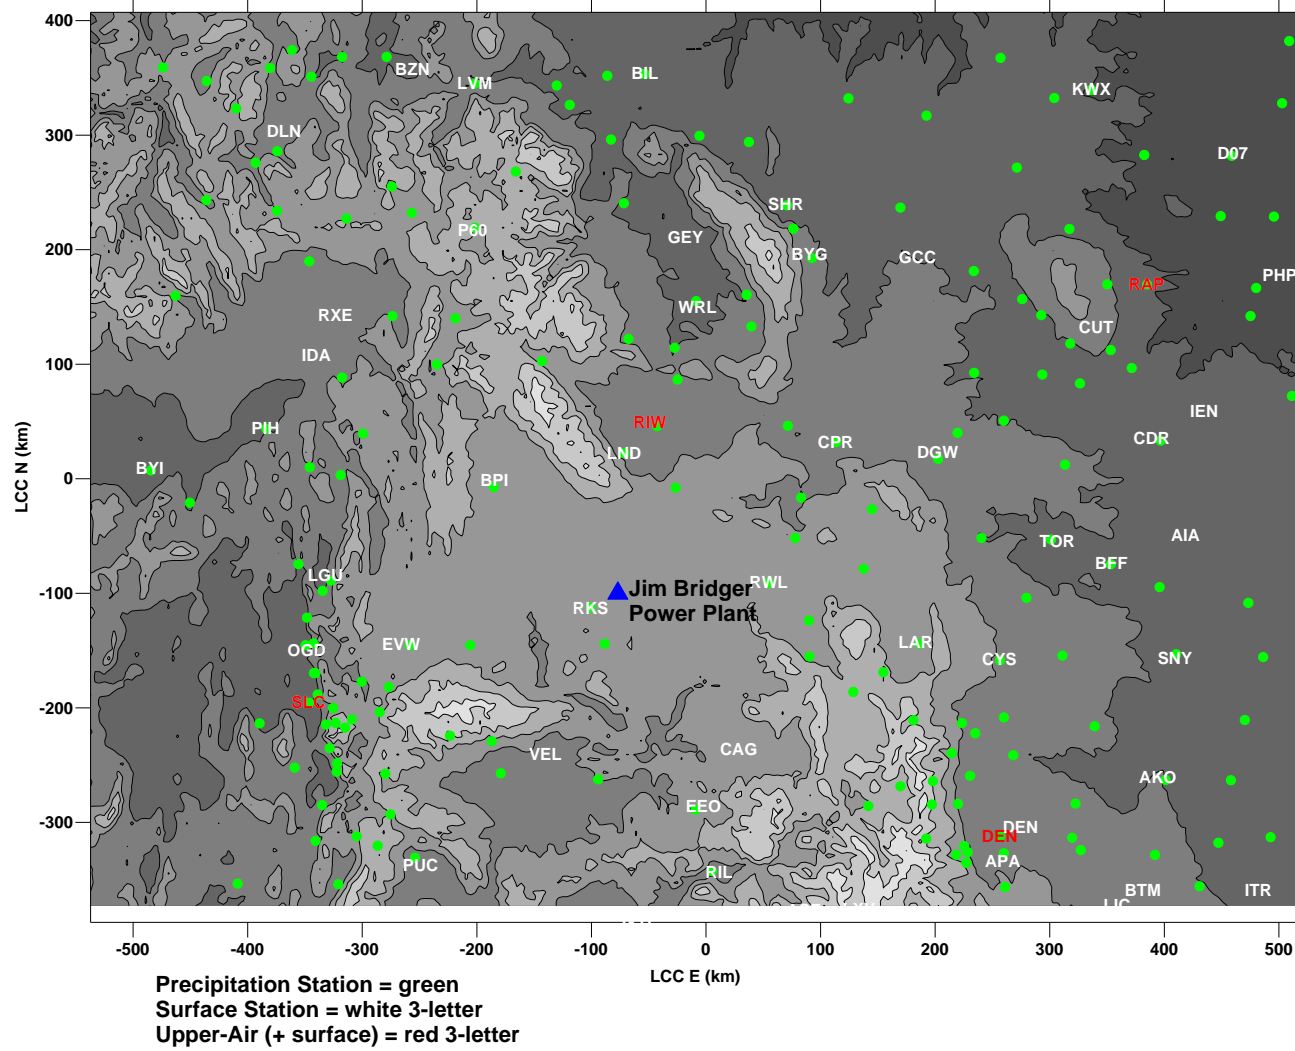 400
300
200
100
0
-100
-200
-300
LCC N (km)
BZN
LVM
BIL
KWX
DLN
D07
SHR
P60
GEY
BYG
GCC
PHP
RAP
WRL
RXE
CUT
IDA
IEN
RIW
PIH
CDR
CPR
LND
DGW
BYI
BPI
TOR
AIA
BFF
LGU
RWL
Jim Bridger
Power Plant
RKS
EVW
LAR
OGD
CYS
SNY
SLC
CAG
VEL
AKO
EEO
DEN
DEN
APA
PUC
RIL
BTM
ITR
LIC
-500
-400
-300
-200
-100
0
100
200
300
400
500
LCC E (km)
Precipitation Station = green
Surface Station = white 3-letter
Upper-Air (+ surface) = red 3-letter